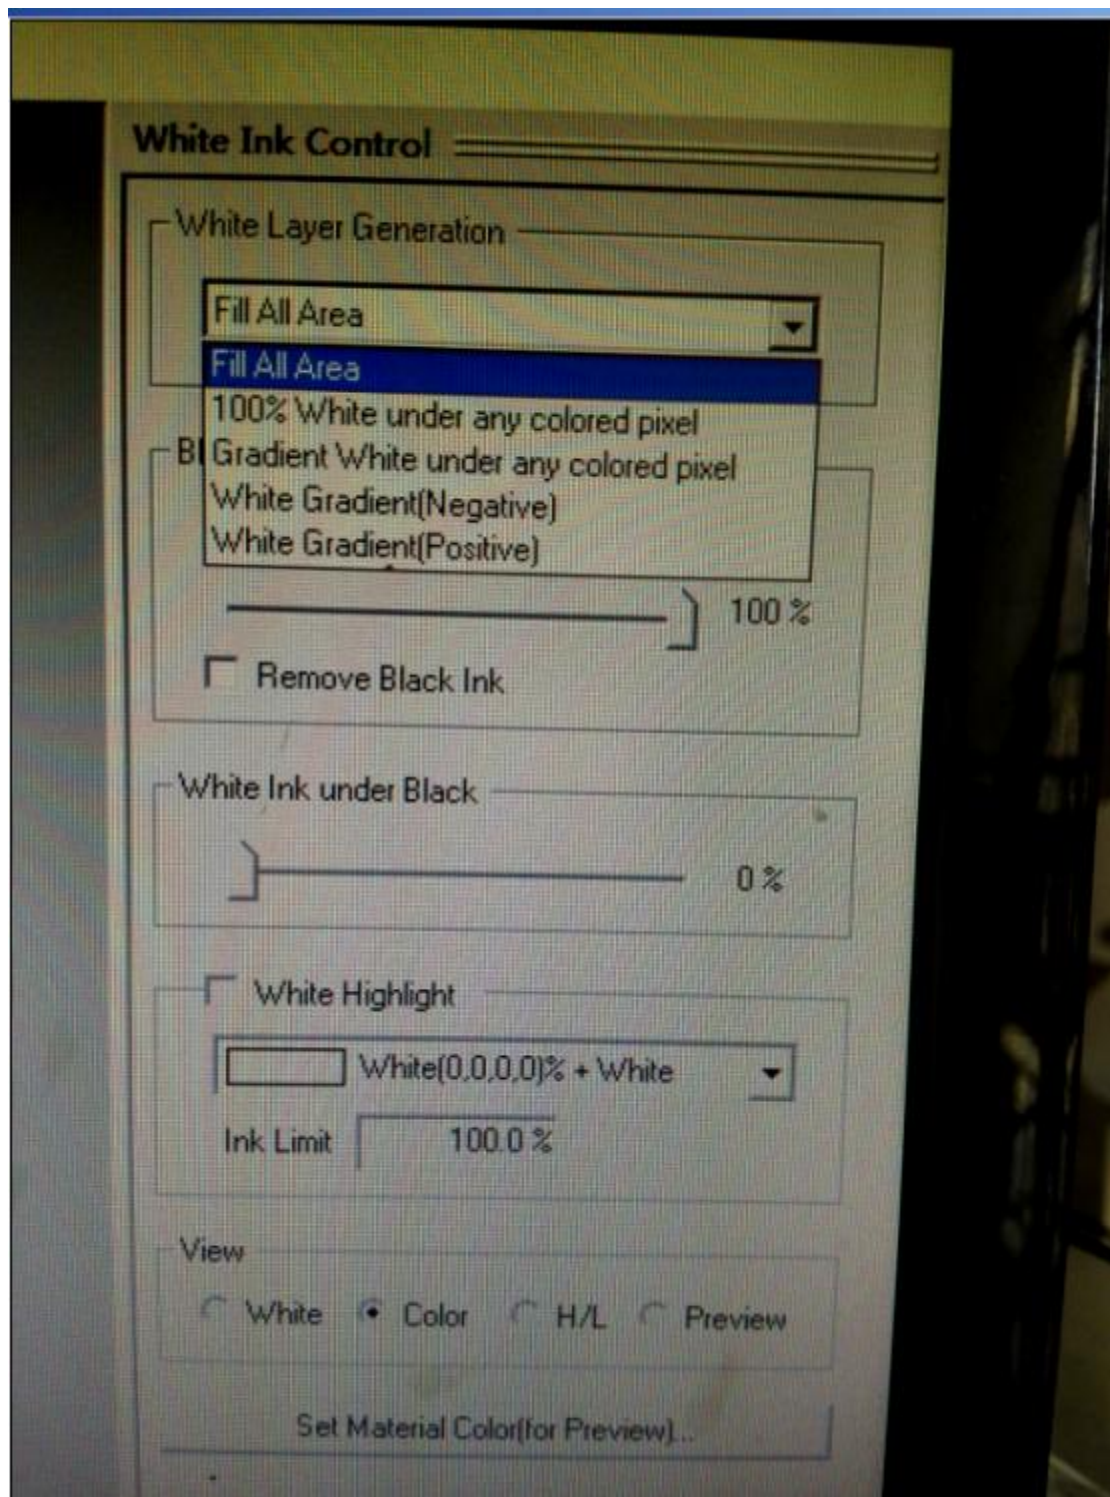 White Ink Control
White Layer Generation
Fill All Area
Fill All Area
100% White under any colored pixel
Bl
Gradient White under any colored pixel
White Gradient(Negative)
White Gradient(Positive)
100 %
Remove Black Ink
White Ink under Black
0 %
White Highlight
White(0,0,0,0)% + White
Ink Limit 100.0 %
View
White Color H/L Preview
Set Material Color(for Preview)...